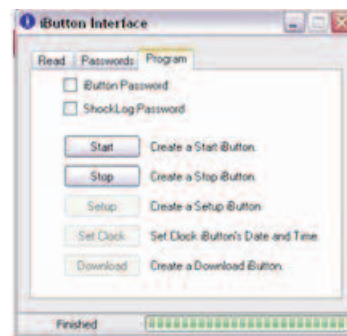 iButton Interface
Read Passwords Program
iButton Password
ShockLog Password
Start Create a Start iButton.
Stop Create a Stop iButton.
Setup Create a Setup iButton.
Set Clock Set Clock iButton's Date and Time
Download Create a Download iButton.
Finished